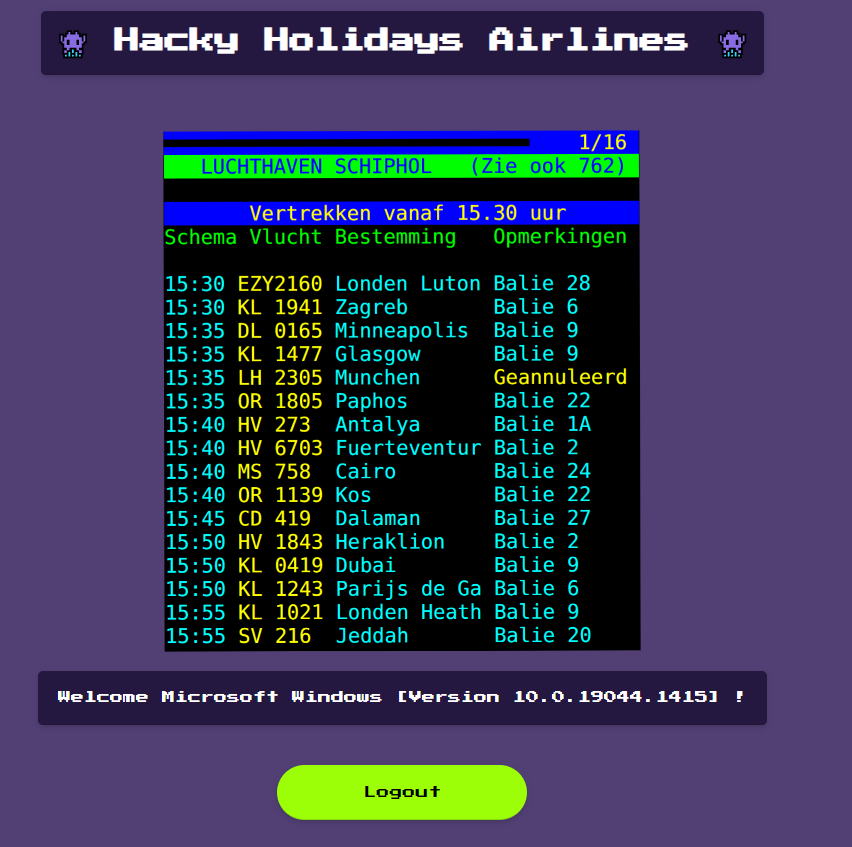 Hacky Holidays Airlines
1/16
LUCHTHAVEN SCHIPHOL (Zie ook 762)
Vertrekken vanaf 15.30 uur
Schema Vlucht Bestemming Opmerkingen
15:30 EZY2160 Londen Luton Balie 28
15:30 KL 1941 Zagreb Balie 6
15:35 DL 0165 Minneapolis Balie 9
15:35 KL 1477 Glasgow Balie 9
15:35 LH 2305 Munchen Geannuleerd
15:35 OR 1805 Paphos Balie 22
15:40 HV 273 Antalya Balie 1A
15:40 HV 6703 Fuerteventur Balie 2
15:40 MS 758 Cairo Balie 24
15:40 OR 1139 Kos Balie 22
15:45 CD 419 Dalaman Balie 27
15:50 HV 1843 Heraklion Balie 2
15:50 KL 0419 Dubai Balie 9
15:50 KL 1243 Parijs de Ga Balie 6
15:55 KL 1021 Londen Heath Balie 9
15:55 SV 216 Jeddah Balie 20
Welcome Microsoft Windows [Version 10.0.19044.1415] !
Logout